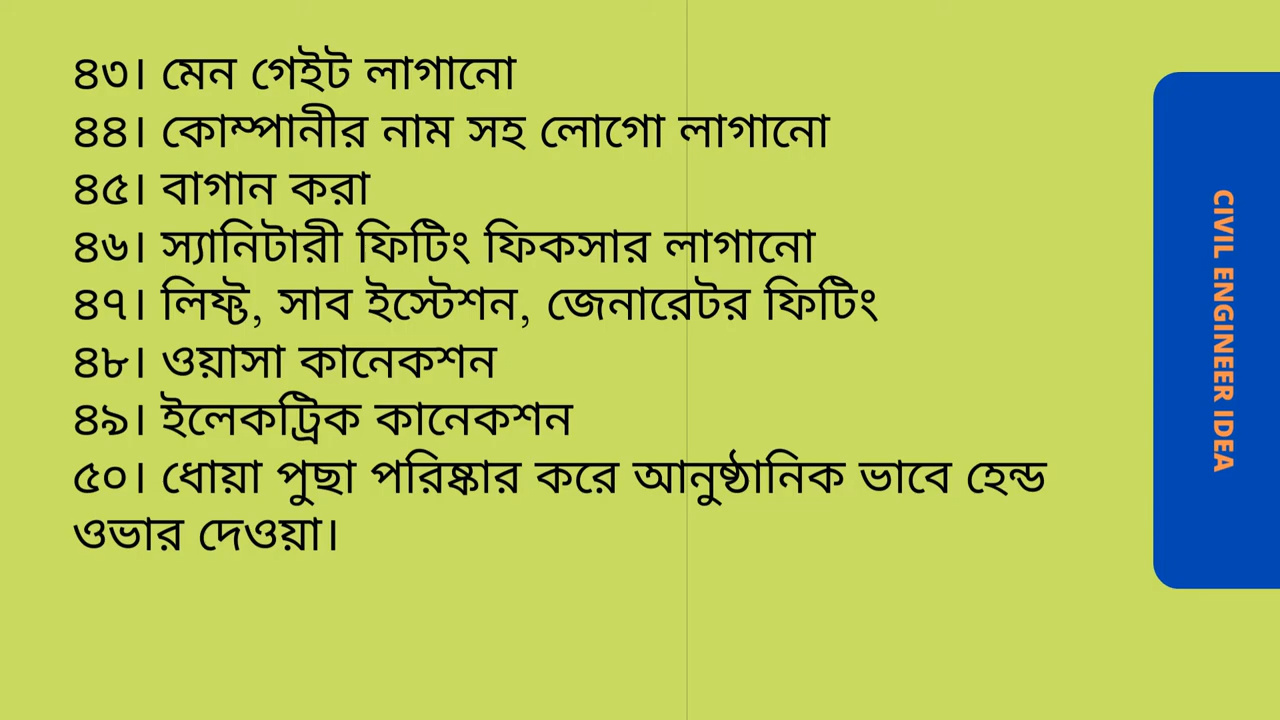 ৪৩। মেন গেইট লাগানো
৪৪। কোম্পানীর নাম সহ লোগো লাগানো
৪৫। বাগান করা
৪৬। স্যানিটারী ফিটিং ফিকসার লাগানো
৪৭। লিফ্ট, সাব ইস্টেশন, জেনারেটর ফিটিং
৪৮। ওয়াসা কানেকশন
৪৯। ইলেকট্রিক কানেকশন
৫০। ধোয়া পুছা পরিষ্কার করে আনুষ্ঠানিক ভাবে হেন্ড
ওভার দেওয়া।
CIVIL ENGINEER IDEA